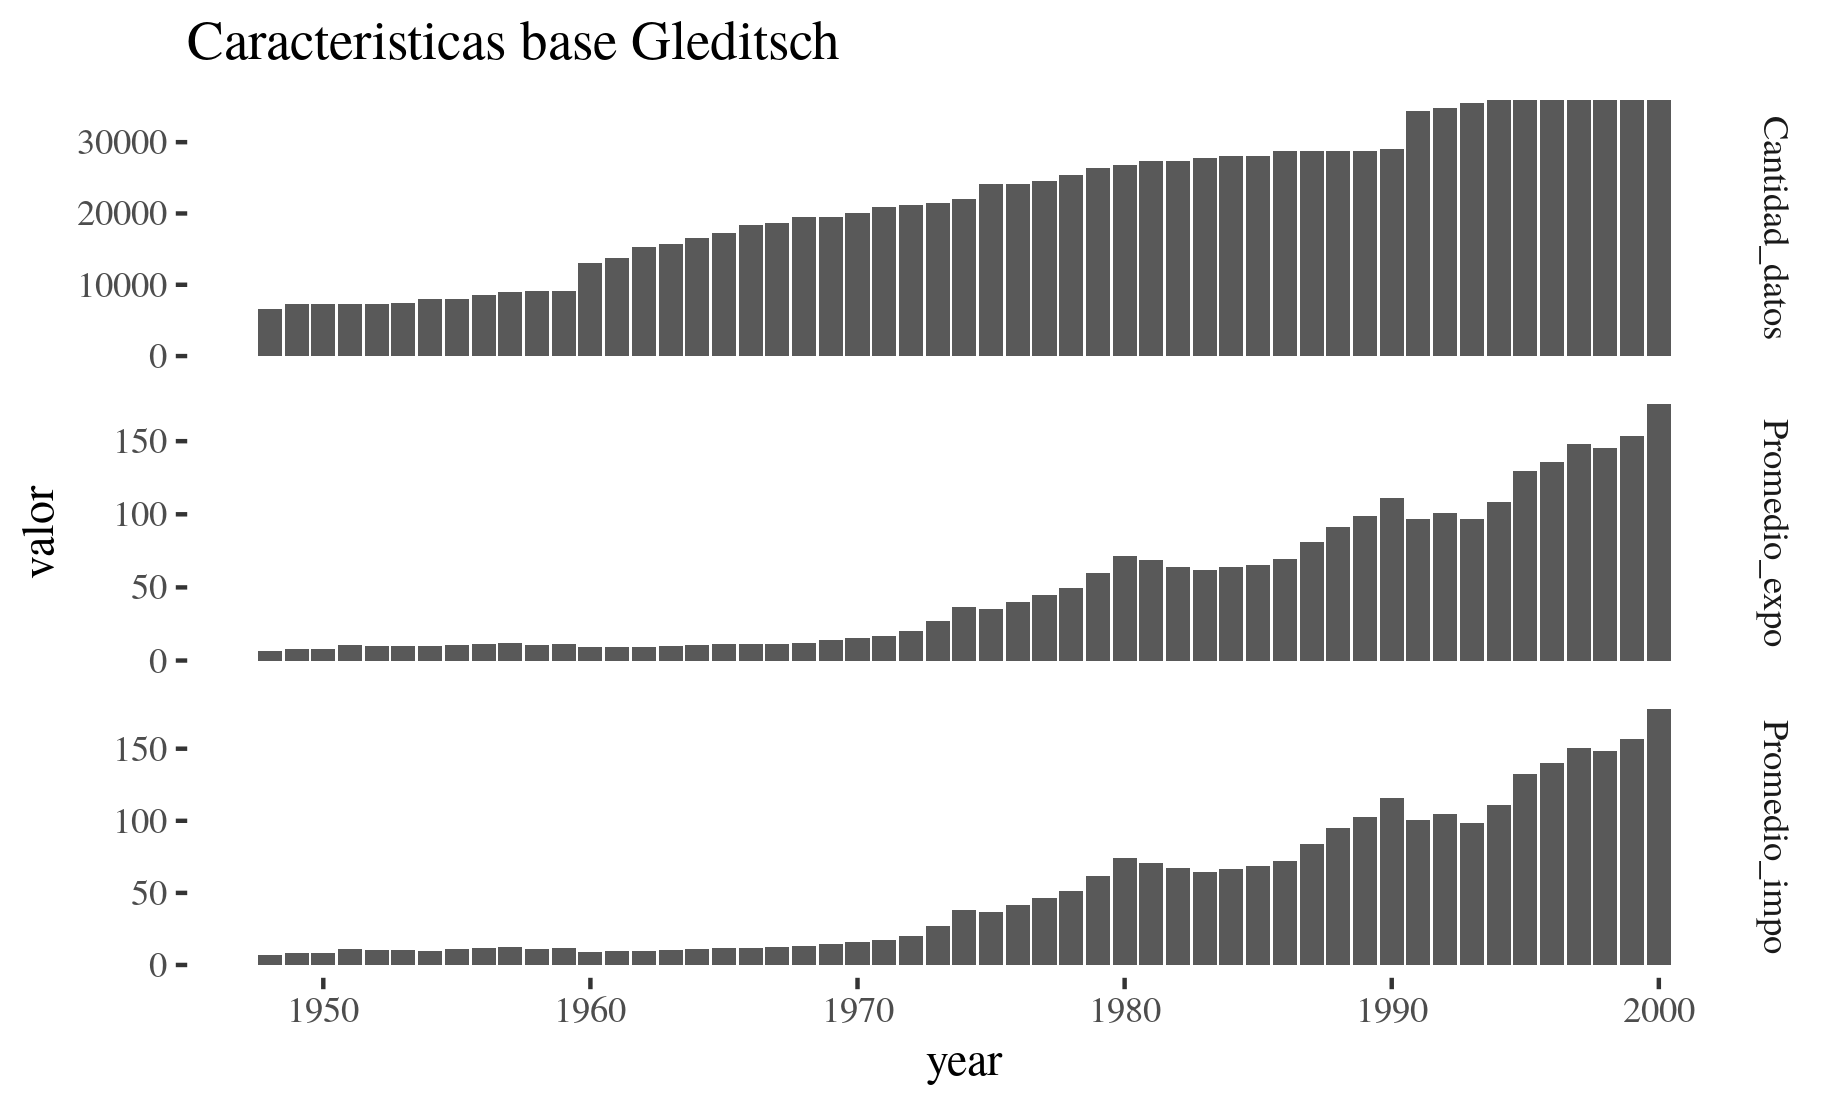 Caracteristicas base Gleditsch
30000
20000
10000
0
Cantidad_datos
150
100
50
0
Promedio_expo
150
100
50
0
Promedio_impo
valor
1950 1960 1970 1980 1990 2000
year